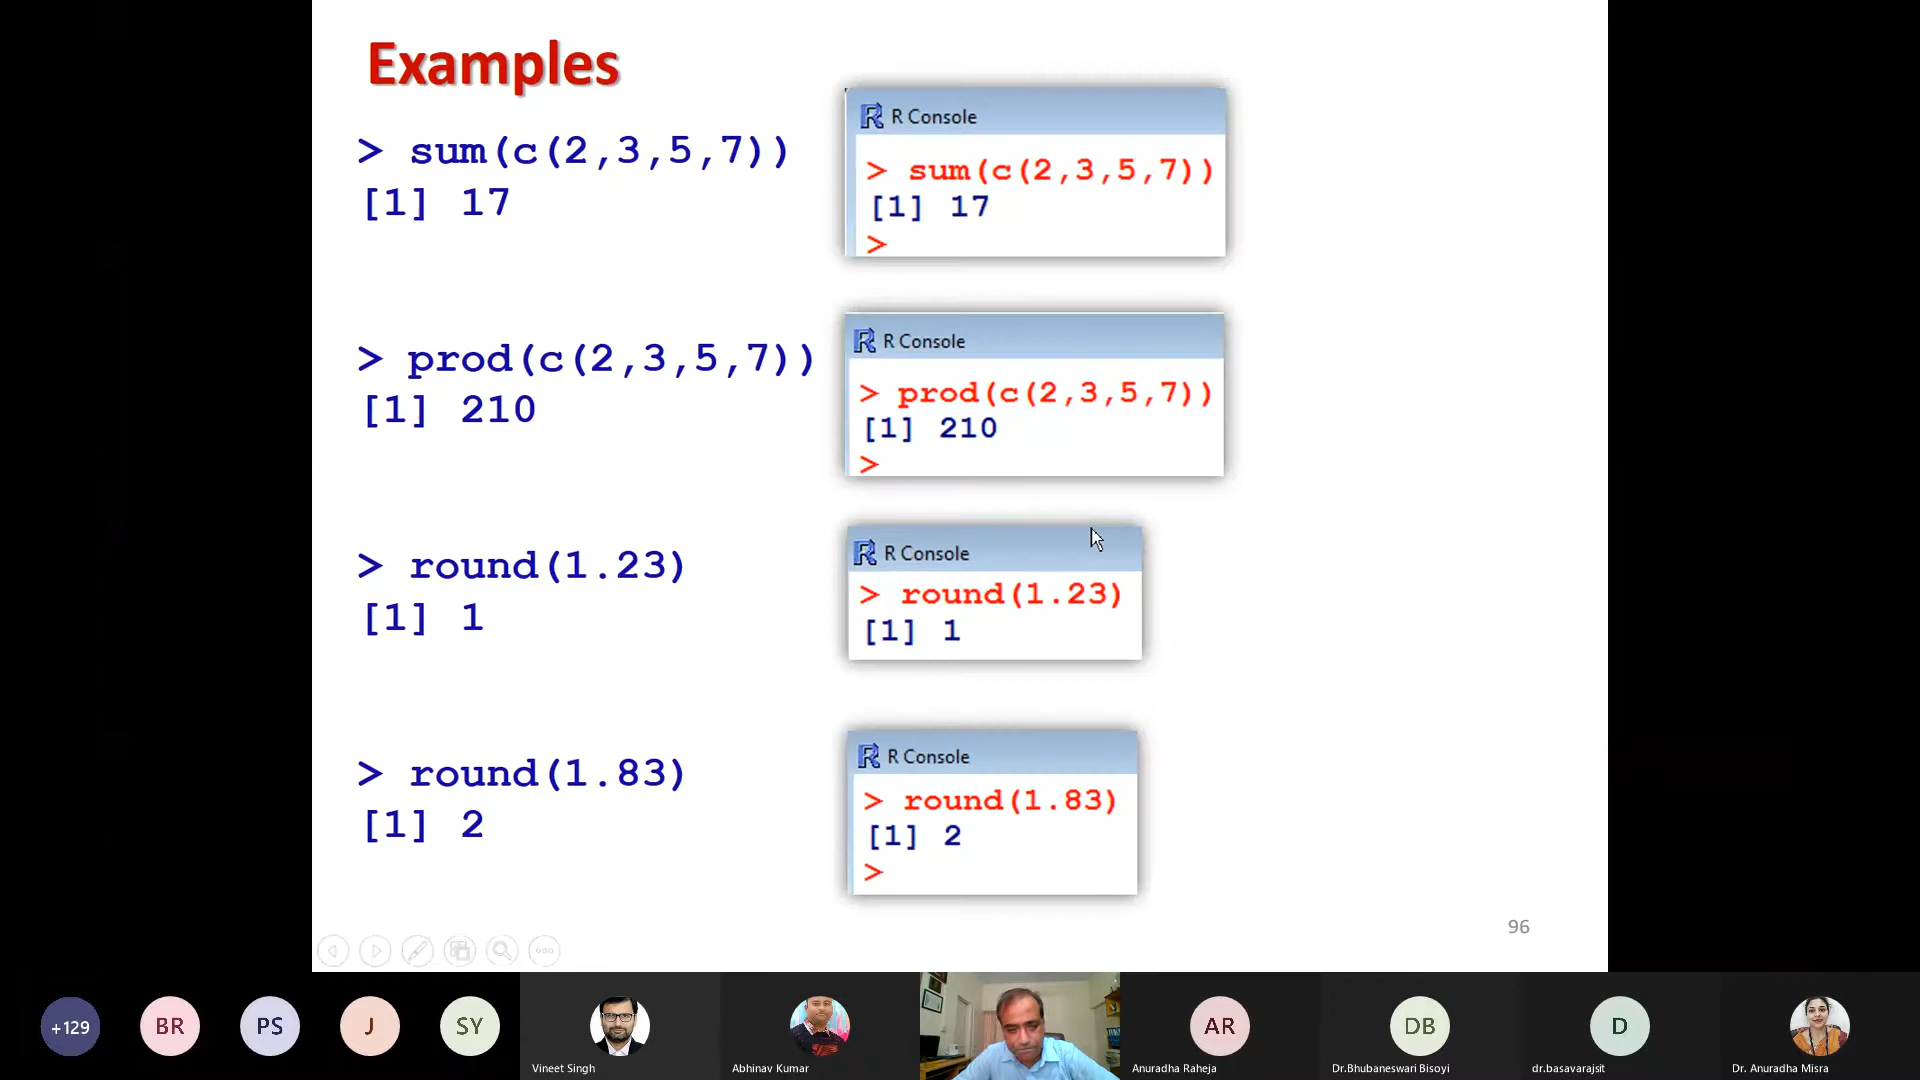 Examples
> sum(c(2,3,5,7))
[1] 17
R Console
> sum(c(2,3,5,7))
[1] 17
>
> prod(c(2,3,5,7))
[1] 210
R Console
> prod(c(2,3,5,7))
[1] 210
>
> round(1.23)
[1] 1
R Console
> round(1.23)
[1] 1
> round(1.83)
[1] 2
R Console
> round(1.83)
[1] 2
>
96
+129
BR
PS
J
SY
Vineet Singh
Abhinav Kumar
AR
Anuradha Raheja
DB
Dr.Bhubaneswari Bisoyi
D
dr.basavarajsit
Dr. Anuradha Misra